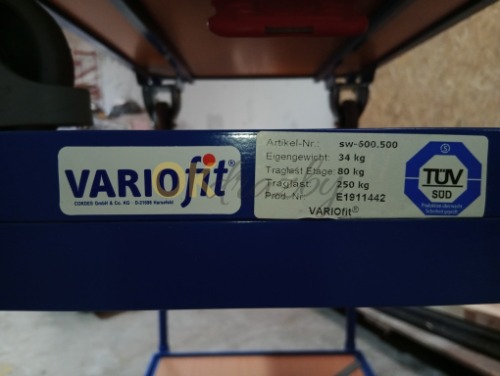 VARIOfit®
CORDES GmbH & Co. KG · D-21698 Harsefeld
Artikel-Nr.: sw-500.500
Eigengewicht: 34 kg
Traglast Etage: 80 kg
Traglast: 250 kg
Prod.-Nr. E1911442
VARIOfit®
TÜV
SÜD
OKhobby